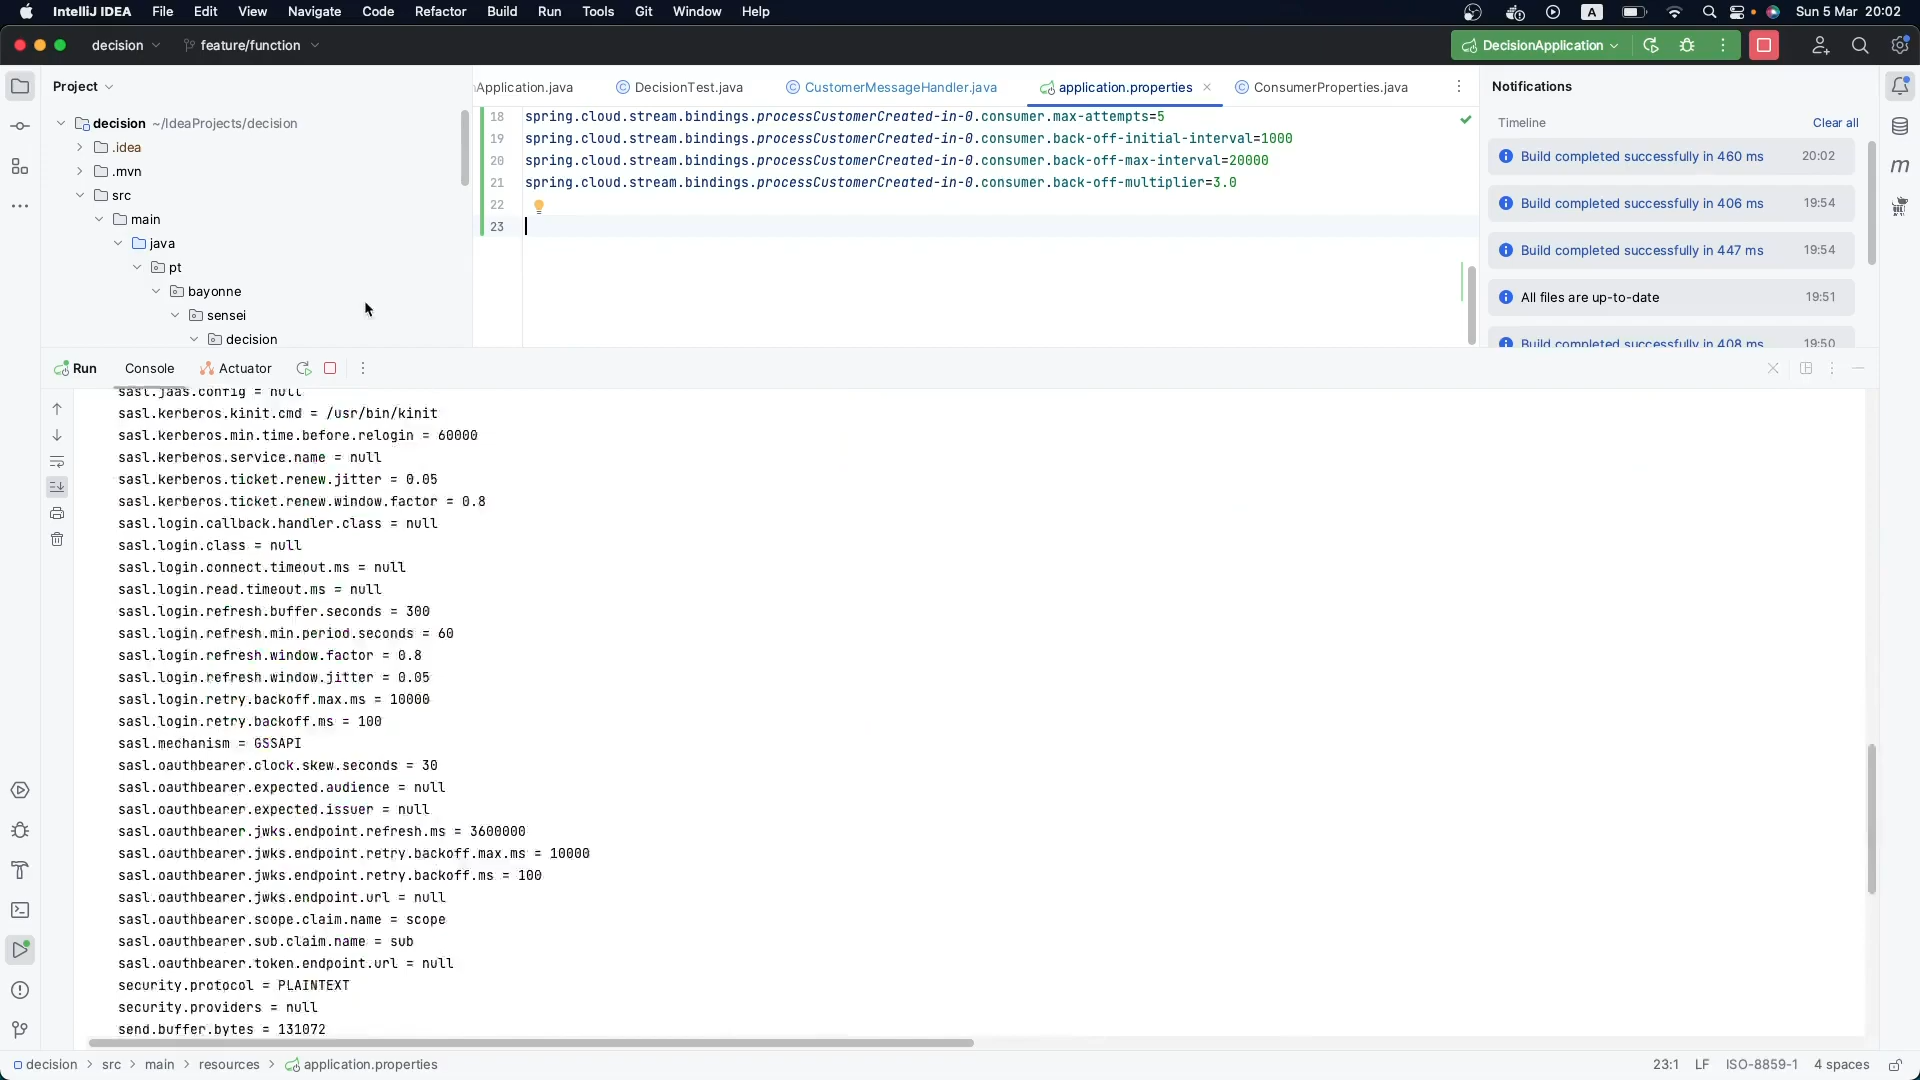 IntelliJ IDEA File Edit View Navigate Code Refactor Build Run Tools Git Window Help A Sun 5 Mar 20:02
decision feature/function DecisionApplication
Project
Application.java DecisionTest.java CustomerMessageHandler.java application.properties ConsumerProperties.java
decision ~/IdeaProjects/decision
.idea
.mvn
src
main
java
pt
bayonne
sensei
decision
18 spring.cloud.stream.bindings.processCustomerCreated-in-0.consumer.max-attempts=5
19 spring.cloud.stream.bindings.processCustomerCreated-in-0.consumer.back-off-initial-interval=1000
20 spring.cloud.stream.bindings.processCustomerCreated-in-0.consumer.back-off-max-interval=20000
21 spring.cloud.stream.bindings.processCustomerCreated-in-0.consumer.back-off-multiplier=3.0
22
23
Notifications
Timeline Clear all
Build completed successfully in 460 ms 20:02
Build completed successfully in 406 ms 19:54
Build completed successfully in 447 ms 19:54
All files are up-to-date 19:51
Build completed successfully in 408 ms 19:50
m
Run Console Actuator
sasl.jaas.config = null
sasl.kerberos.kinit.cmd = /usr/bin/kinit
sasl.kerberos.min.time.before.relogin = 60000
sasl.kerberos.service.name = null
sasl.kerberos.ticket.renew.jitter = 0.05
sasl.kerberos.ticket.renew.window.factor = 0.8
sasl.login.callback.handler.class = null
sasl.login.class = null
sasl.login.connect.timeout.ms = null
sasl.login.read.timeout.ms = null
sasl.login.refresh.buffer.seconds = 300
sasl.login.refresh.min.period.seconds = 60
sasl.login.refresh.window.factor = 0.8
sasl.login.refresh.window.jitter = 0.05
sasl.login.retry.backoff.max.ms = 10000
sasl.login.retry.backoff.ms = 100
sasl.mechanism = GSSAPI
sasl.oauthbearer.clock.skew.seconds = 30
sasl.oauthbearer.expected.audience = null
sasl.oauthbearer.expected.issuer = null
sasl.oauthbearer.jwks.endpoint.refresh.ms = 3600000
sasl.oauthbearer.jwks.endpoint.retry.backoff.max.ms = 10000
sasl.oauthbearer.jwks.endpoint.retry.backoff.ms = 100
sasl.oauthbearer.jwks.endpoint.url = null
sasl.oauthbearer.scope.claim.name = scope
sasl.oauthbearer.sub.claim.name = sub
sasl.oauthbearer.token.endpoint.url = null
security.protocol = PLAINTEXT
security.providers = null
send.buffer.bytes = 131072
decision > src > main > resources > application.properties 23:1 LF ISO-8859-1 4 spaces